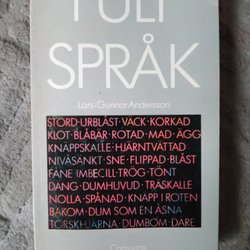 FULT
SPRÅK
Lars-Gunnar Andersson
STÖRD·URBLÅST·VÄCK·KORKAD
KLOT·BLÅBÄR·ROTAD·MAD·ÄGG
KNÄPPSKALLE·HJÄRNTVÄTTAD
NIVÅSÄNKT·SNE·FLIPPAD·BLÅST
FÅNE·IMBECILL·TRÖG·TÖNT
DÅNG·DUMHUVUD·TRÄSKALLE
NOLLA·SPÅNAD·KNÄPP I ROTEN
BAKOM·DUM SOM EN ÅSNA
TORSKHJÄRNA·DUMBOM·DÅRE
Carlssons